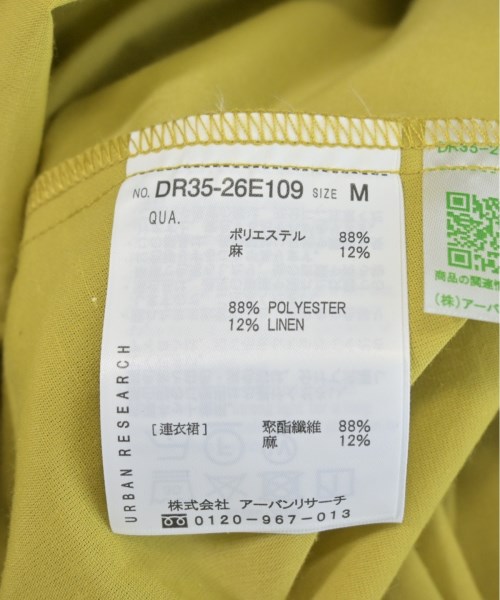 NO. DR35-26E109 SIZE M
QUA.
ポリエステル 88%
麻 12%
88% POLYESTER
12% LINEN
[連衣裙] 聚酯纖維 88%
麻 12%
URBAN RESEARCH
株式会社 アーバンリサーチ
0120-967-013
DR35-2
商品の関連情
(株)アーバ